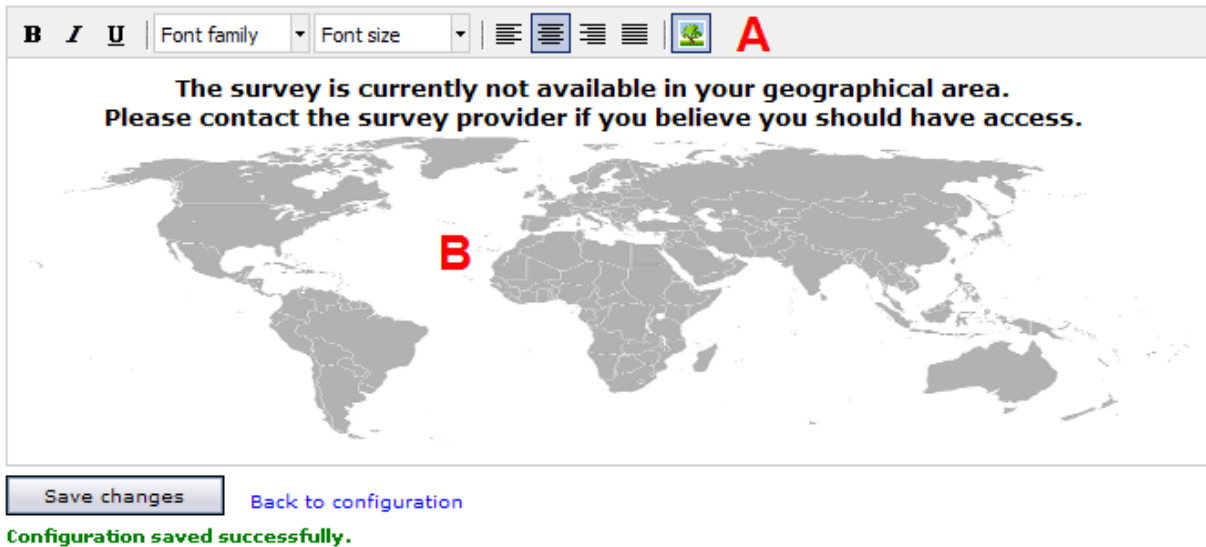 B I U Font family Font size A
The survey is currently not available in your geographical area.
Please contact the survey provider if you believe you should have access.
B
Save changes Back to configuration
Configuration saved successfully.